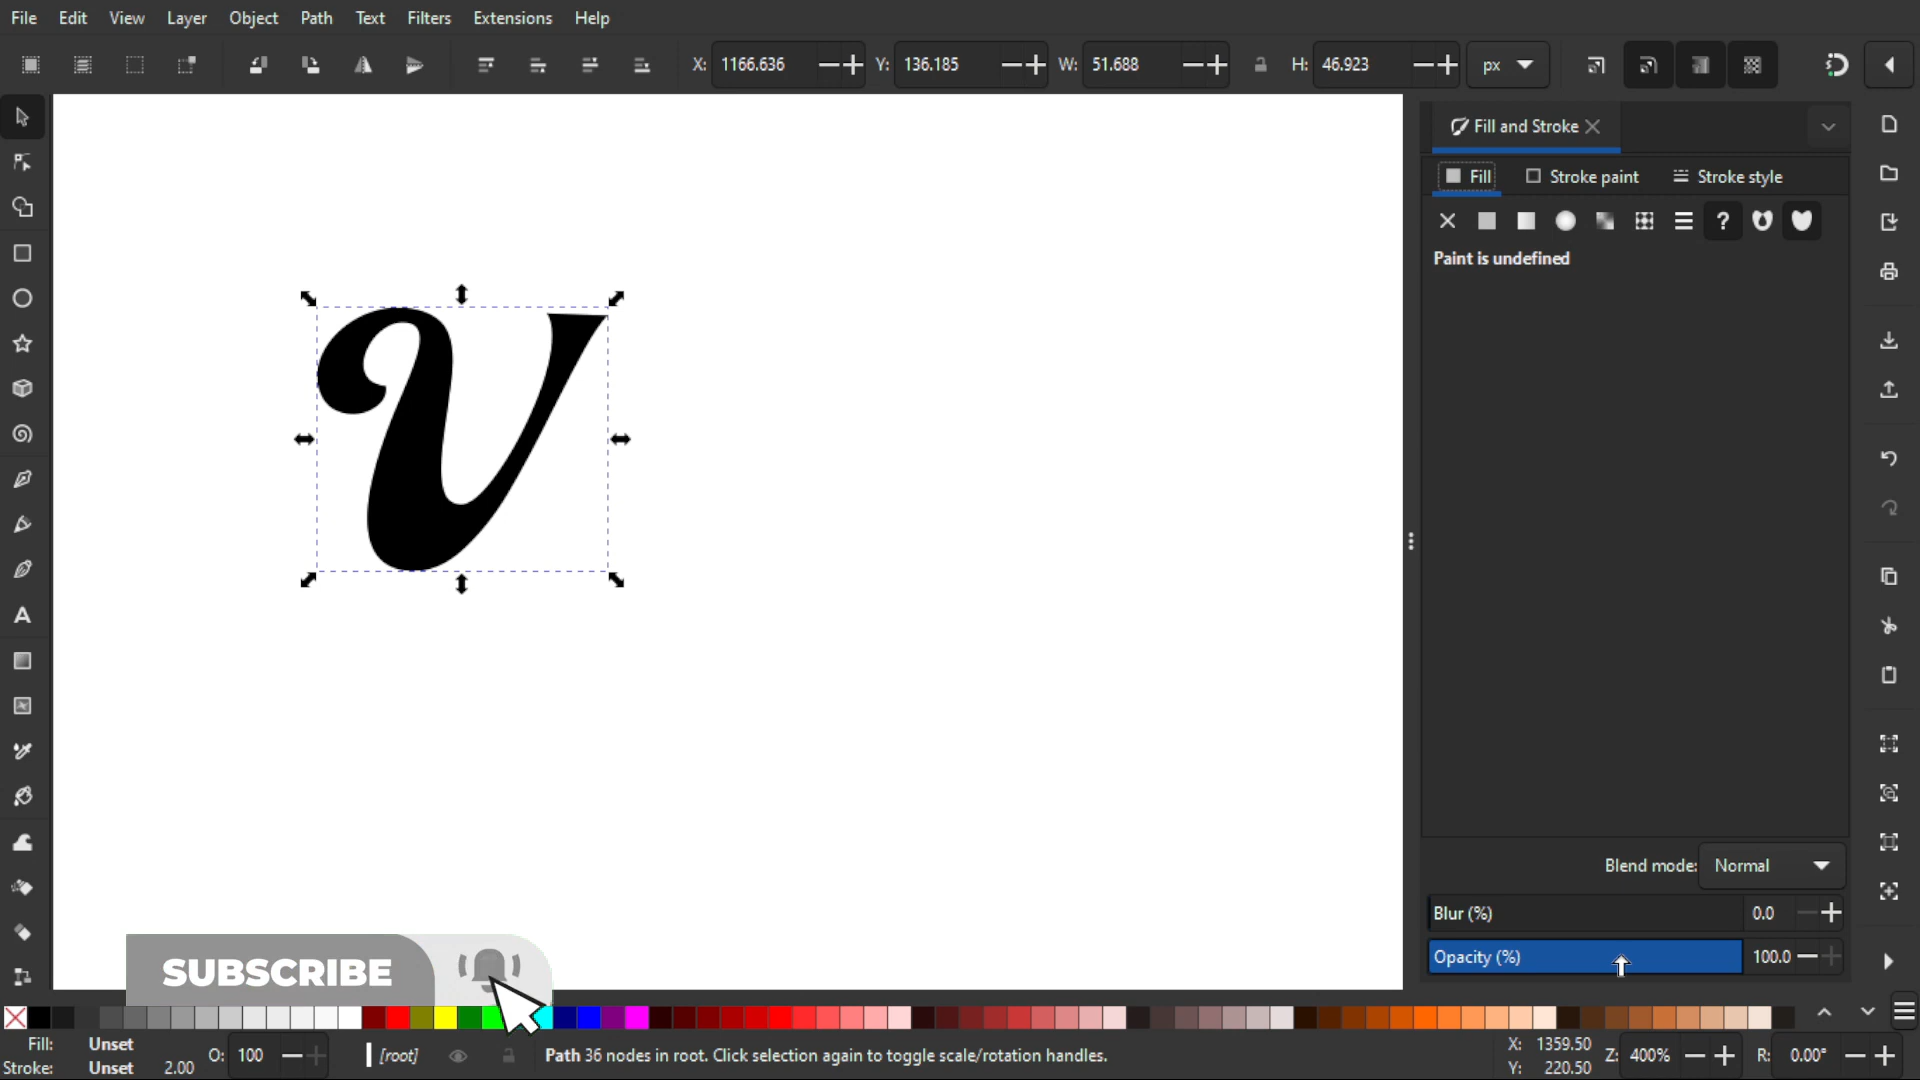 File Edit View Layer Object Path Text Filters Extensions Help
X: 1166.636 Y: 136.185 W: 51.688 H: 46.923 px
Fill and Stroke
Fill Stroke paint Stroke style
?
Paint is undefined
v
Blend mode: Normal
Blur (%) 0.0
Opacity (%) 100.0
SUBSCRIBE
Fill: Unset
Stroke: Unset 2.00
O: 100
[root]
Path 36 nodes in root. Click selection again to toggle scale/rotation handles.
X: 1359.50
Y: 220.50
Z: 400%
R: 0.00°